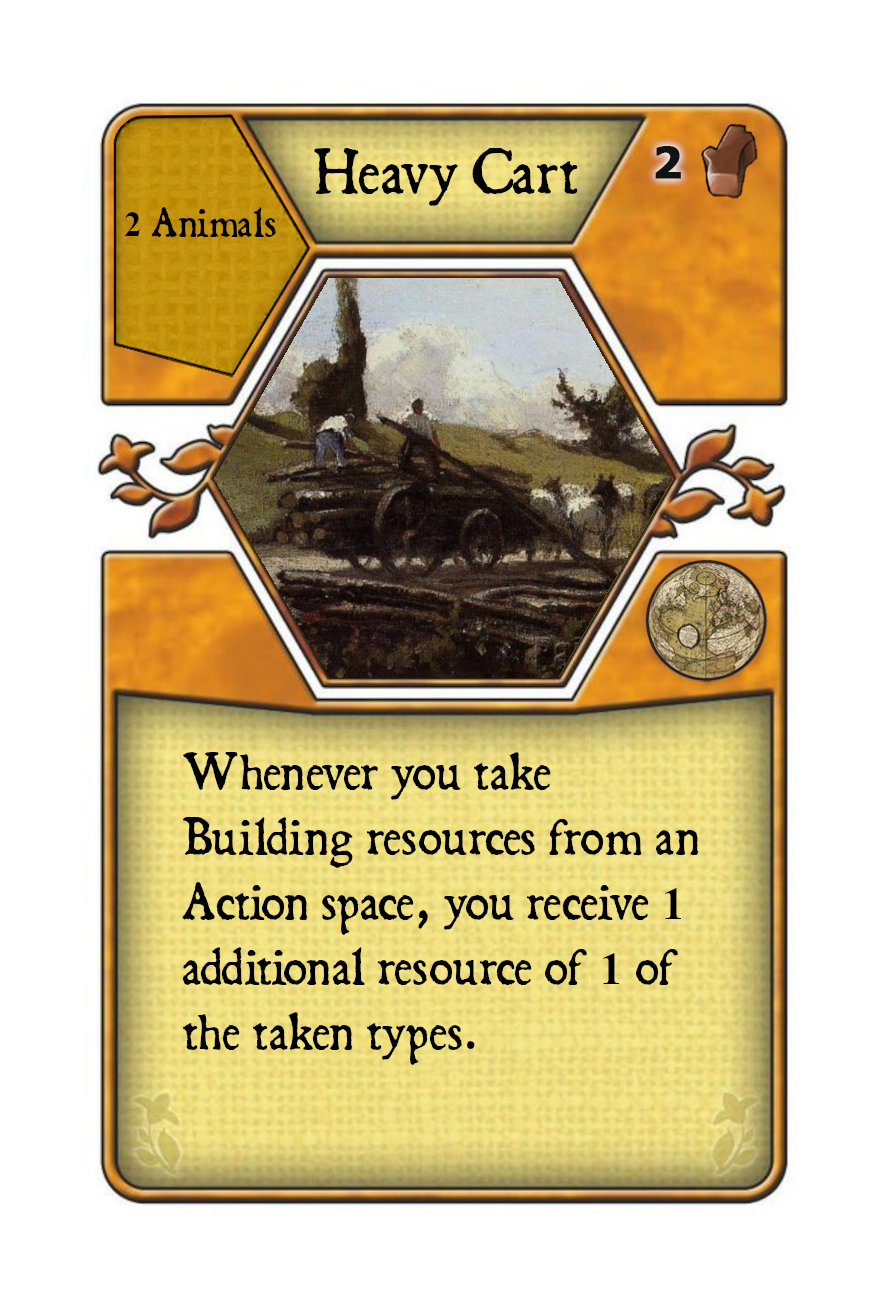 Heavy Cart
2
2 Animals
Whenever you take
Building resources from an
Action space, you receive 1
additional resource of 1 of
the taken types.